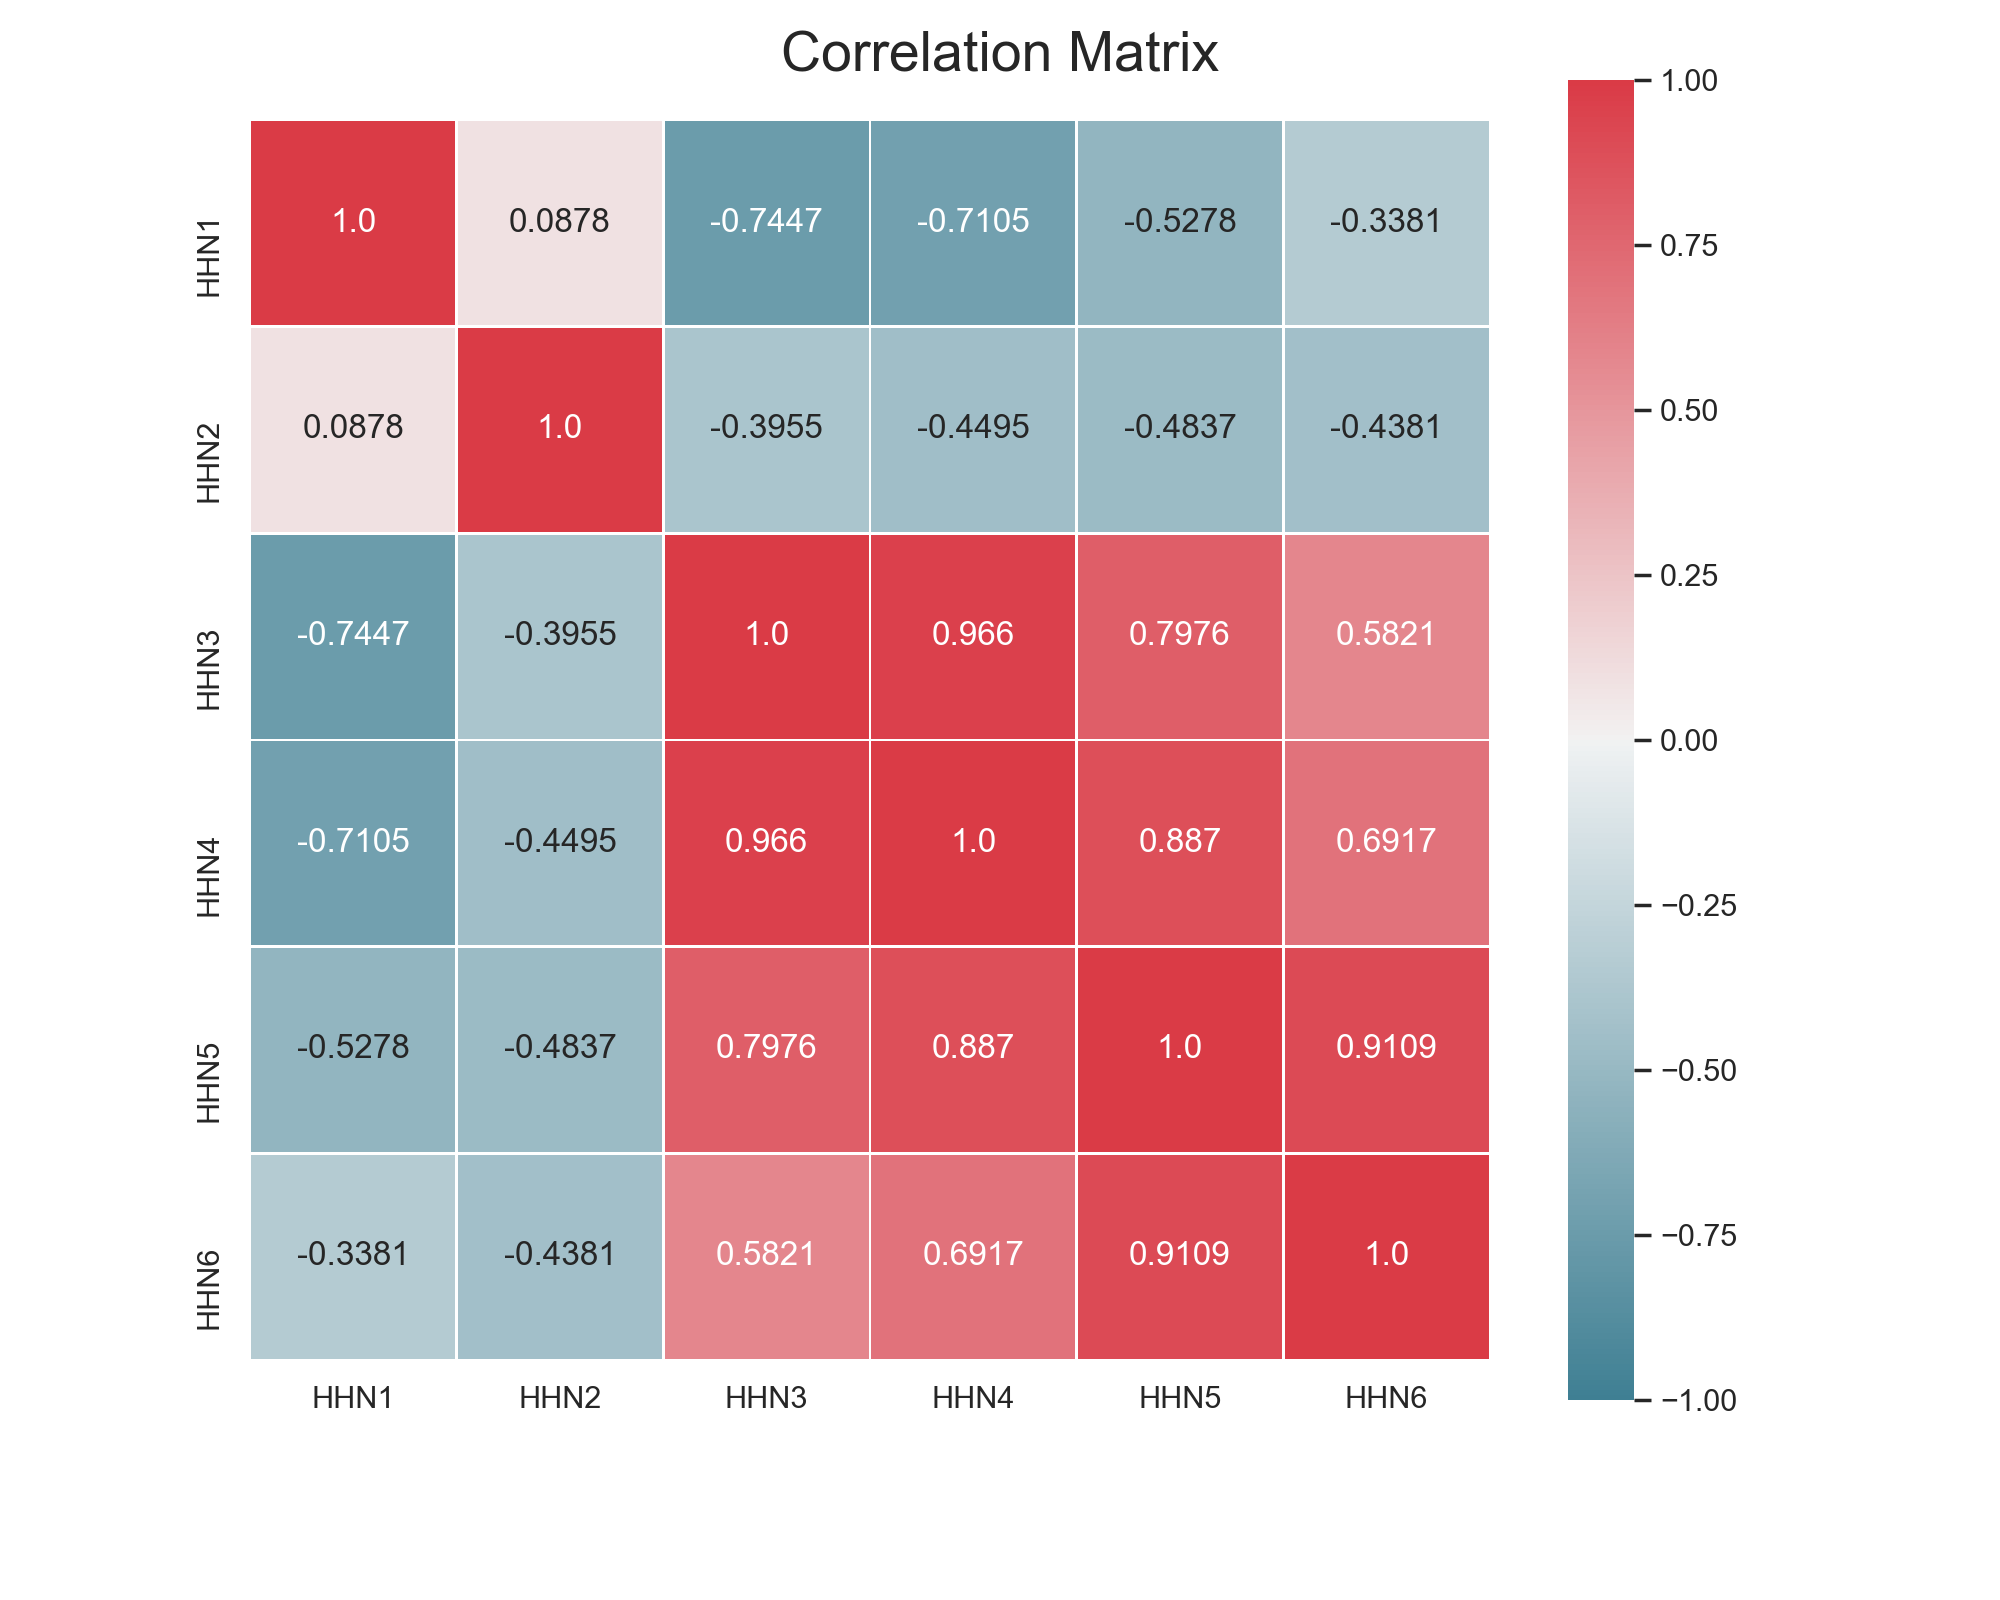 Correlation Matrix
HHN1 1.0 0.0878 -0.7447 -0.7105 -0.5278 -0.3381
HHN2 0.0878 1.0 -0.3955 -0.4495 -0.4837 -0.4381
HHN3 -0.7447 -0.3955 1.0 0.966 0.7976 0.5821
HHN4 -0.7105 -0.4495 0.966 1.0 0.887 0.6917
HHN5 -0.5278 -0.4837 0.7976 0.887 1.0 0.9109
HHN6 -0.3381 -0.4381 0.5821 0.6917 0.9109 1.0
HHN1 HHN2 HHN3 HHN4 HHN5 HHN6
1.00
0.75
0.50
0.25
0.00
−0.25
−0.50
−0.75
−1.00